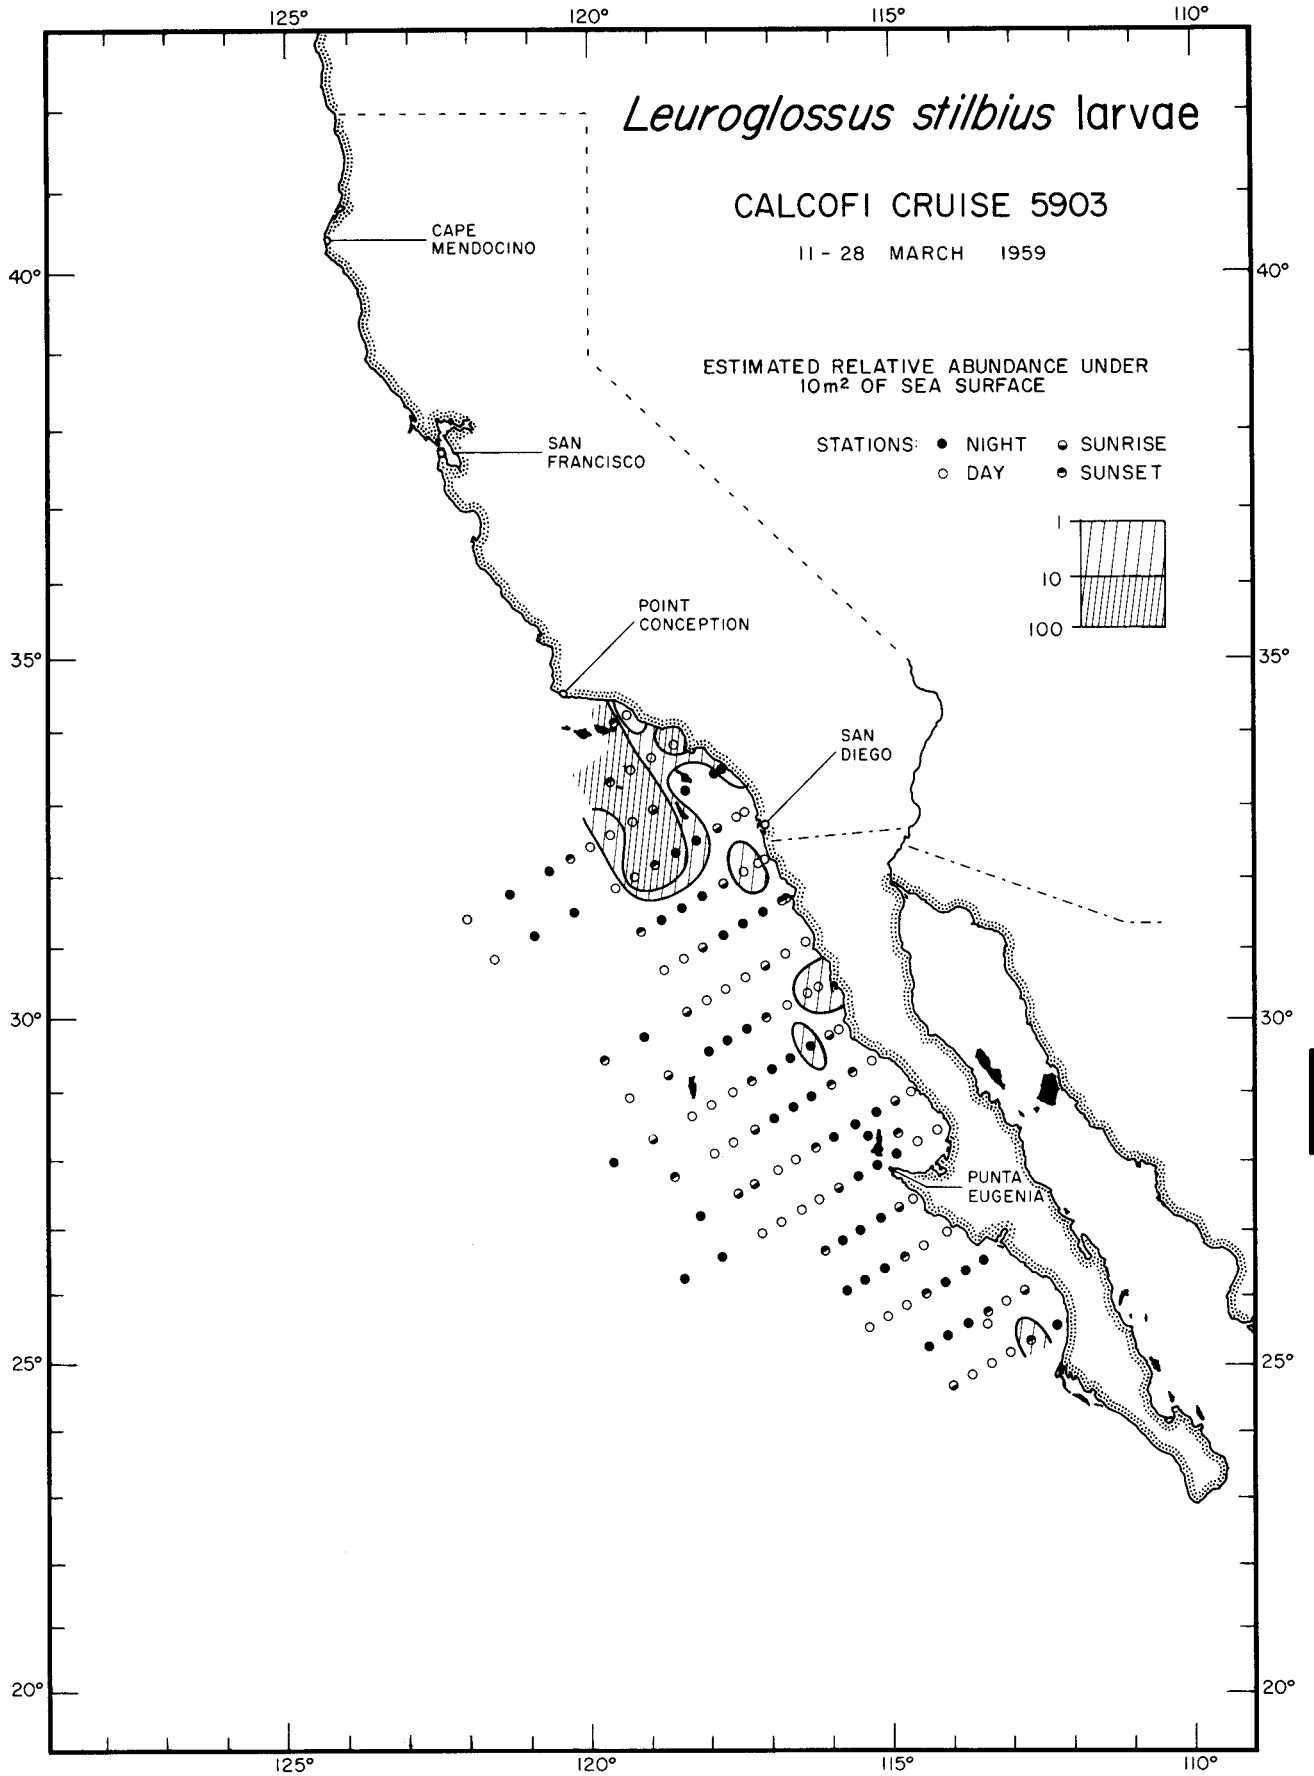 125° 120° 115° 110°
Leuroglossus stilbius larvae
CALCOFI CRUISE 5903
11-28 MARCH 1959
CAPE
MENDOCINO
40° 40°
ESTIMATED RELATIVE ABUNDANCE UNDER
10m² OF SEA SURFACE
STATIONS: NIGHT SUNRISE
DAY SUNSET
SAN
FRANCISCO
1
10
100
POINT
CONCEPTION
35° 35°
SAN
DIEGO
30° 30°
PUNTA
EUGENIA
25° 25°
20° 20°
125° 120° 115° 110°